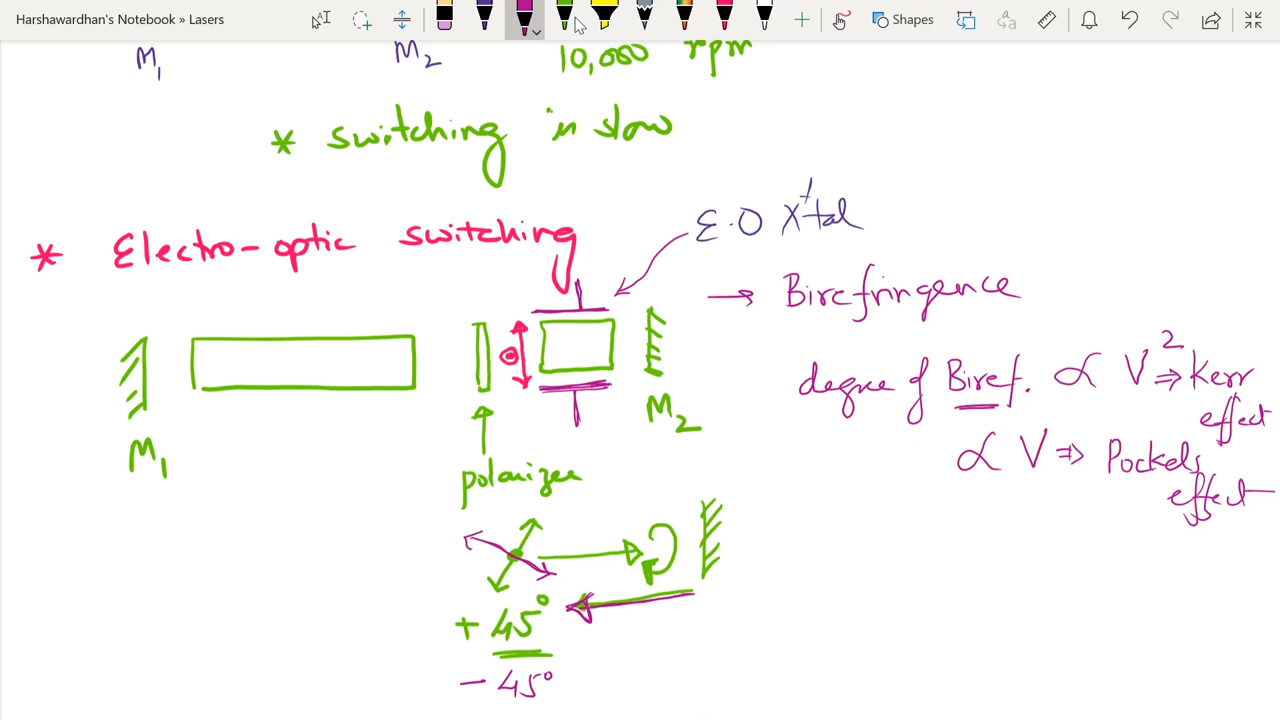 Harshawardhan's Notebook » Lasers
Shapes
M₁ M₂ 10,000 rpm
* switching is slow
* Electro-optic switching
E.O X'tal
→ Birefringence
degree of Biref. ∝ V² ⇒ Kerr effect
∝ V ⇒ Pockels effect
M₁
M₂
polarizer
+ 45°
- 45°